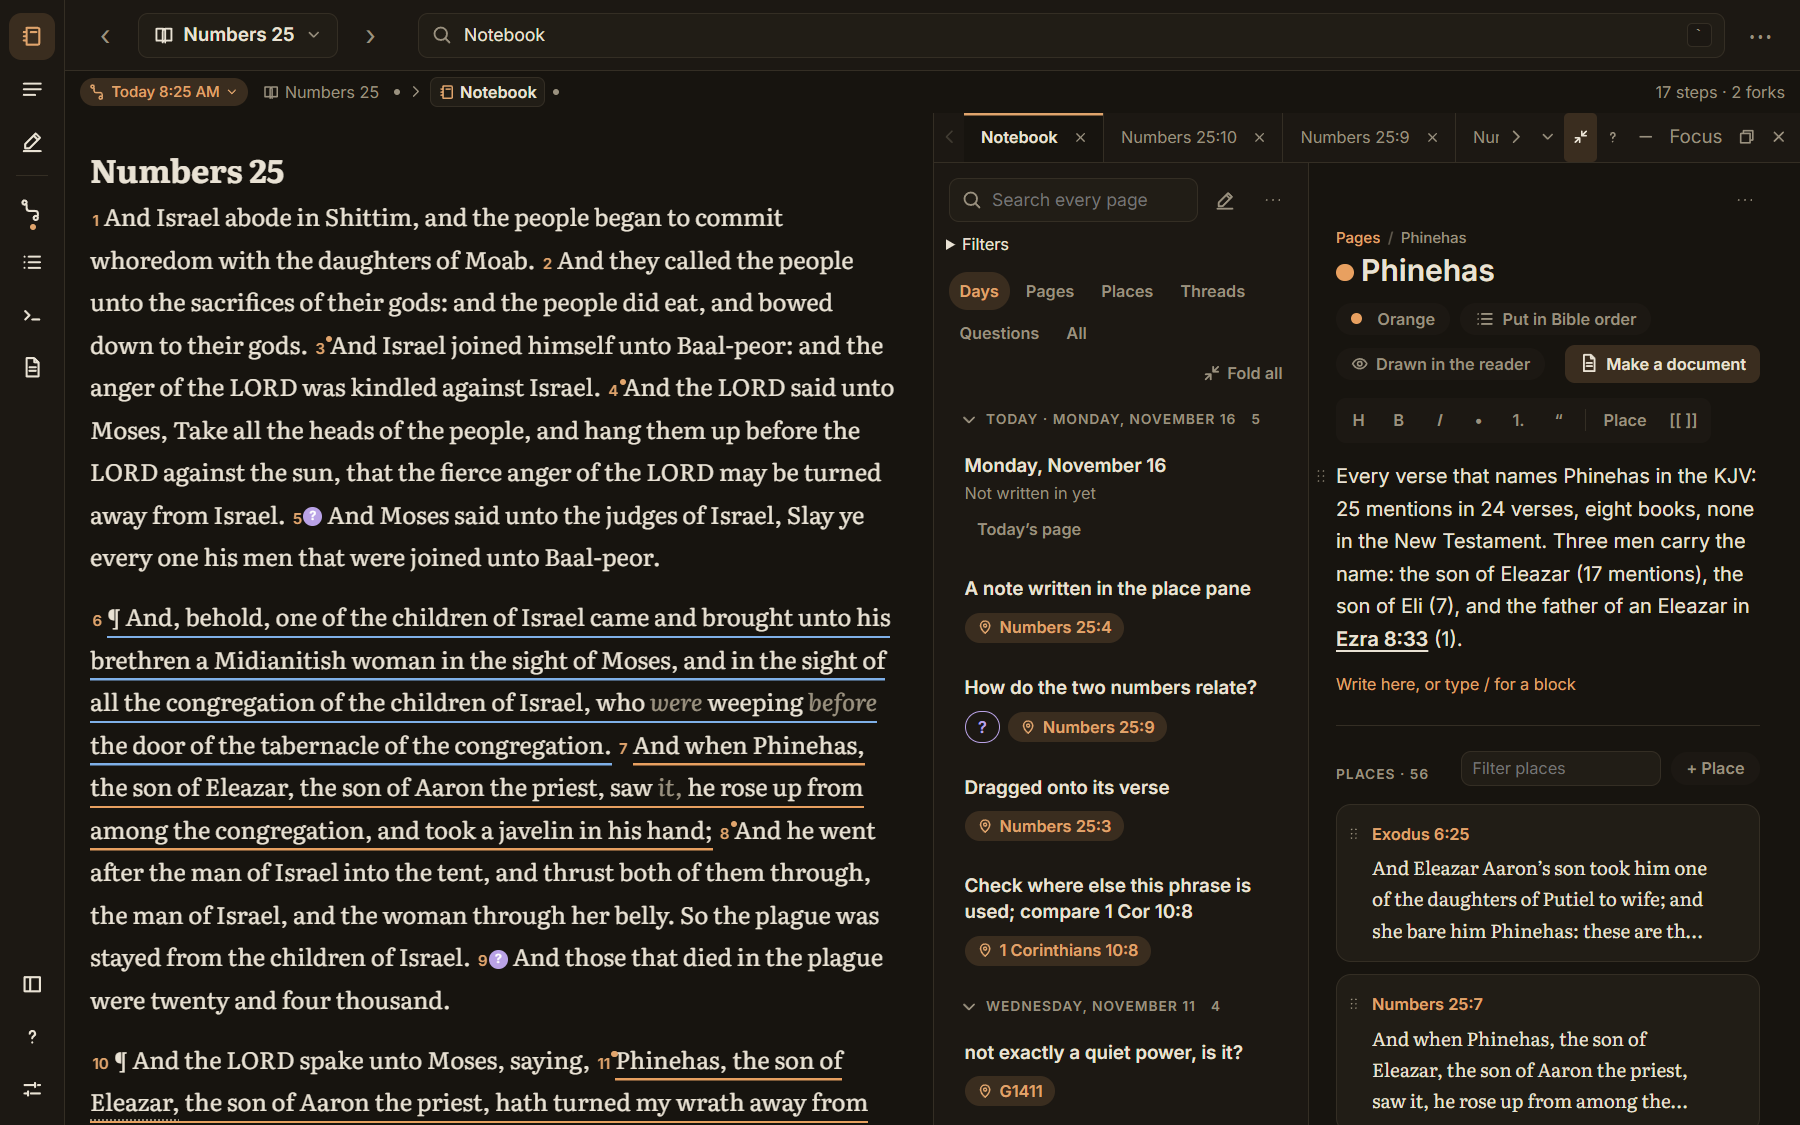 Numbers 25
Notebook
`
Today 8:25 AM
Numbers 25
Notebook
17 steps · 2 forks
Numbers 25
1 And Israel abode in Shittim, and the people began to commit
whoredom with the daughters of Moab. 2 And they called the people
unto the sacrifices of their gods: and the people did eat, and bowed
down to their gods. 3 And Israel joined himself unto Baal-peor: and the
anger of the LORD was kindled against Israel. 4 And the LORD said unto
Moses, Take all the heads of the people, and hang them up before the
LORD against the sun, that the fierce anger of the LORD may be turned
away from Israel. 5 ? And Moses said unto the judges of Israel, Slay ye
every one his men that were joined unto Baal-peor.
6 ¶ And, behold, one of the children of Israel came and brought unto his
brethren a Midianitish woman in the sight of Moses, and in the sight of
all the congregation of the children of Israel, who were weeping before
the door of the tabernacle of the congregation. 7 And when Phinehas,
the son of Eleazar, the son of Aaron the priest, saw it, he rose up from
among the congregation, and took a javelin in his hand; 8 And he went
after the man of Israel into the tent, and thrust both of them through,
the man of Israel, and the woman through her belly. So the plague was
stayed from the children of Israel. 9 ? And those that died in the plague
were twenty and four thousand.
10 ¶ And the LORD spake unto Moses, saying, 11 Phinehas, the son of
Eleazar, the son of Aaron the priest, hath turned my wrath away from
Notebook
Numbers 25:10
Numbers 25:9
Nur
?
Focus
Search every page
Filters
Days
Pages
Places
Threads
Questions
All
Fold all
TODAY · MONDAY, NOVEMBER 16 5
Monday, November 16
Not written in yet
Today's page
A note written in the place pane
Numbers 25:4
How do the two numbers relate?
? Numbers 25:9
Dragged onto its verse
Numbers 25:3
Check where else this phrase is
used; compare 1 Cor 10:8
1 Corinthians 10:8
WEDNESDAY, NOVEMBER 11 4
not exactly a quiet power, is it?
G1411
Pages / Phinehas
Phinehas
Orange
Put in Bible order
Drawn in the reader
Make a document
H B I • 1. “ Place [[ ]]
Every verse that names Phinehas in the KJV:
25 mentions in 24 verses, eight books, none
in the New Testament. Three men carry the
name: the son of Eleazar (17 mentions), the
son of Eli (7), and the father of an Eleazar in
Ezra 8:33 (1).
Write here, or type / for a block
PLACES · 56
Filter places
+ Place
Exodus 6:25
And Eleazar Aaron’s son took him one
of the daughters of Putiel to wife; and
she bare him Phinehas: these are th…
Numbers 25:7
And when Phinehas, the son of
Eleazar, the son of Aaron the priest,
saw it, he rose up from among the…
?